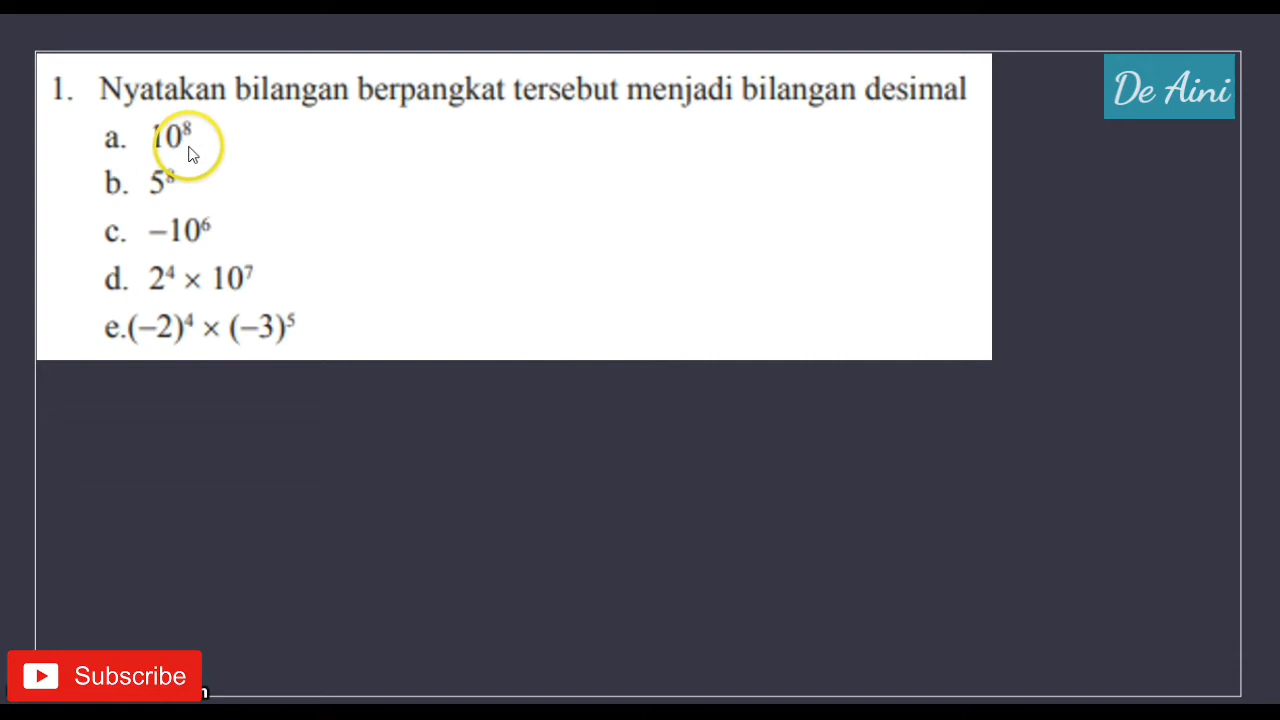 1. Nyatakan bilangan berpangkat tersebut menjadi bilangan desimal
De Aini
a. 10⁸
b. 5⁸
c. –10⁶
d. 2⁴ × 10⁷
e.(–2)⁴ × (–3)⁵
Subscribe